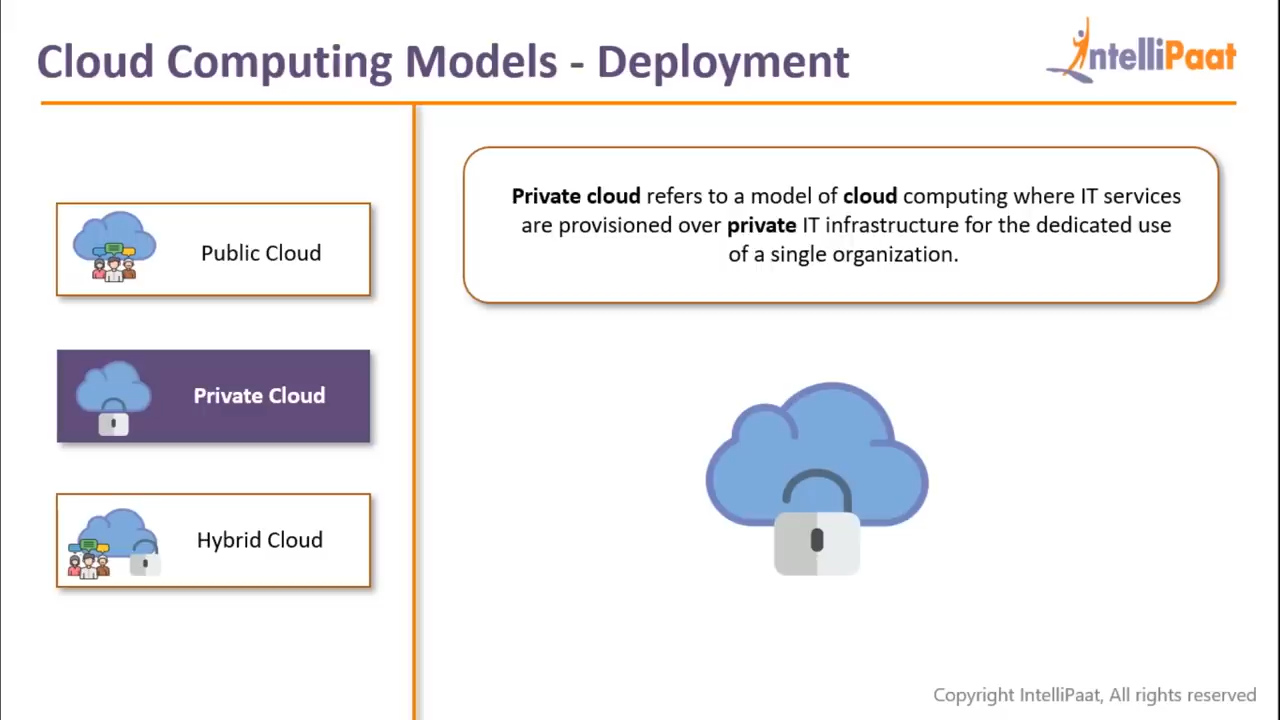 Cloud Computing Models - Deployment
IntelliPaat
Public Cloud
Private Cloud
Hybrid Cloud
Private cloud refers to a model of cloud computing where IT services
are provisioned over private IT infrastructure for the dedicated use
of a single organization.
Copyright IntelliPaat, All rights reserved